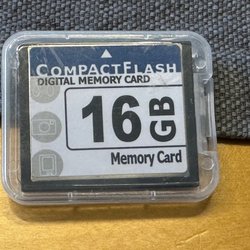 COMPACTFLASH
DIGITAL MEMORY CARD
16 GB
Memory Card